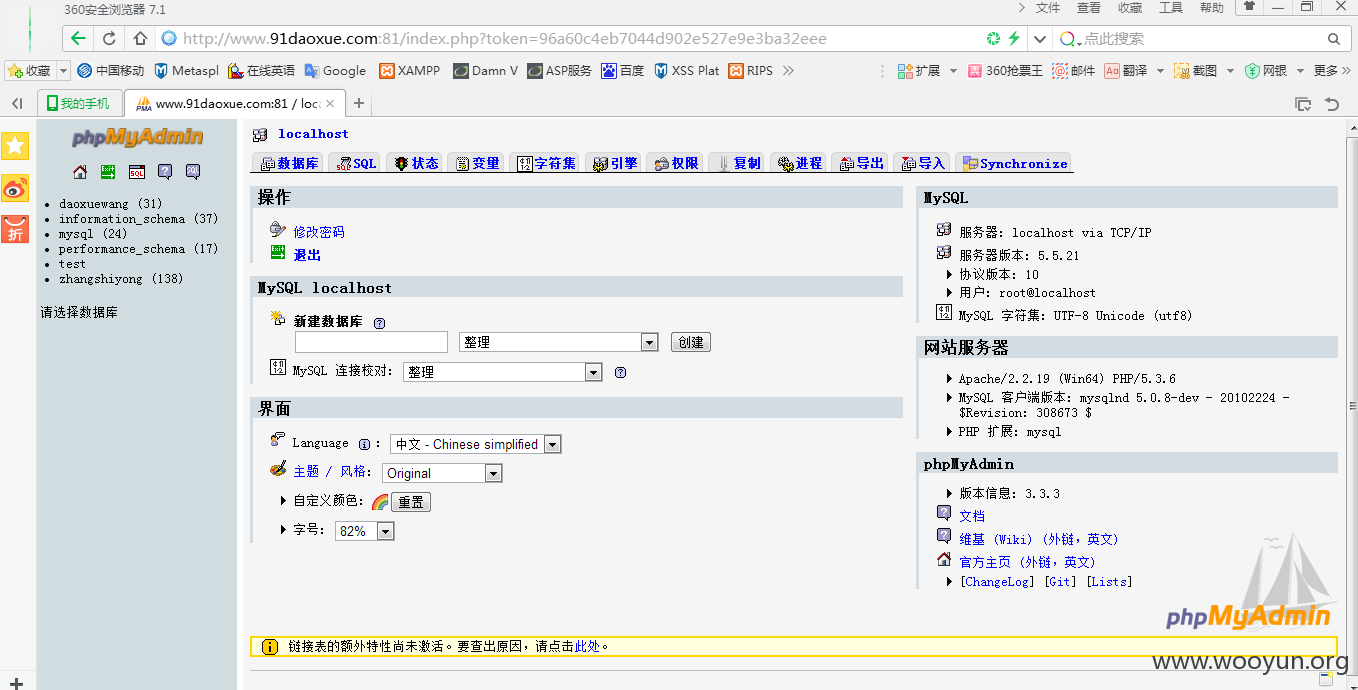 360安全浏览器 7.1
文件 查看 收藏 工具 帮助
http://www.91daoxue.com:81/index.php?token=96a60c4eb7044d902e527e9e3ba32eee
点此搜索
收藏 中国移动 Metaspl 在线英语 Google XAMPP Damn V ASP服务 百度 XSS Plat RIPS 扩展 360抢票王 邮件 翻译 截图 网银 更多
我的手机 www.91daoxue.com:81 / loc
折
phpMyAdmin
daoxuewang (31)
information_schema (37)
mysql (24)
performance_schema (17)
test
zhangshiyong (138)
请选择数据库
localhost
数据库 SQL 状态 变量 字符集 引擎 权限 复制 进程 导出 导入 Synchronize
操作
修改密码
退出
MySQL localhost
新建数据库
整理 创建
MySQL 连接校对: 整理
界面
Language : 中文 - Chinese simplified
主题 / 风格: Original
自定义颜色: 重置
字号: 82%
MySQL
服务器: localhost via TCP/IP
服务器版本: 5.5.21
协议版本: 10
用户: root@localhost
MySQL 字符集: UTF-8 Unicode (utf8)
网站服务器
Apache/2.2.19 (Win64) PHP/5.3.6
MySQL 客户端版本: mysqlnd 5.0.8-dev - 20102224 -
$Revision: 308673 $
PHP 扩展: mysql
phpMyAdmin
版本信息: 3.3.3
文档
维基 (Wiki) (外链，英文)
官方主页 (外链，英文)
[ChangeLog] [Git] [Lists]
phpMyAdmin
链接表的额外特性尚未激活。要查出原因，请点击此处。
www.wooyun.org